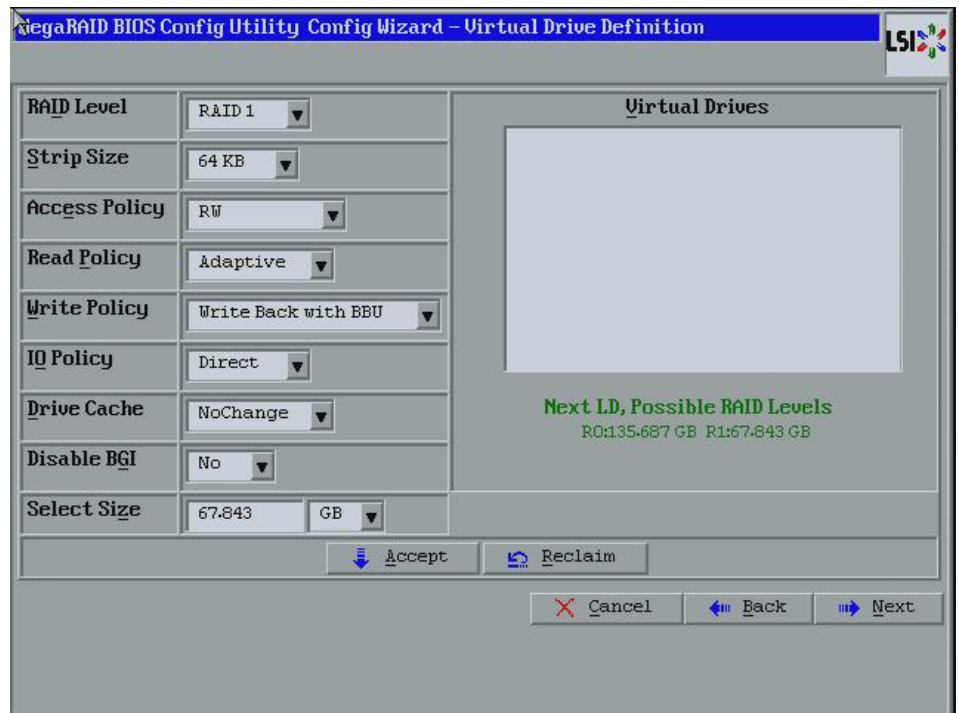 MegaRAID BIOS Config Utility Config Wizard – Virtual Drive Definition
LSI
RAID Level
RAID 1
Strip Size
64 KB
Access Policy
RW
Read Policy
Adaptive
Write Policy
Write Back with BBU
IO Policy
Direct
Drive Cache
NoChange
Disable BGI
No
Select Size
67.843
GB
Virtual Drives
Next LD, Possible RAID Levels
R0:135.687 GB R1:67.843 GB
Accept
Reclaim
Cancel
Back
Next